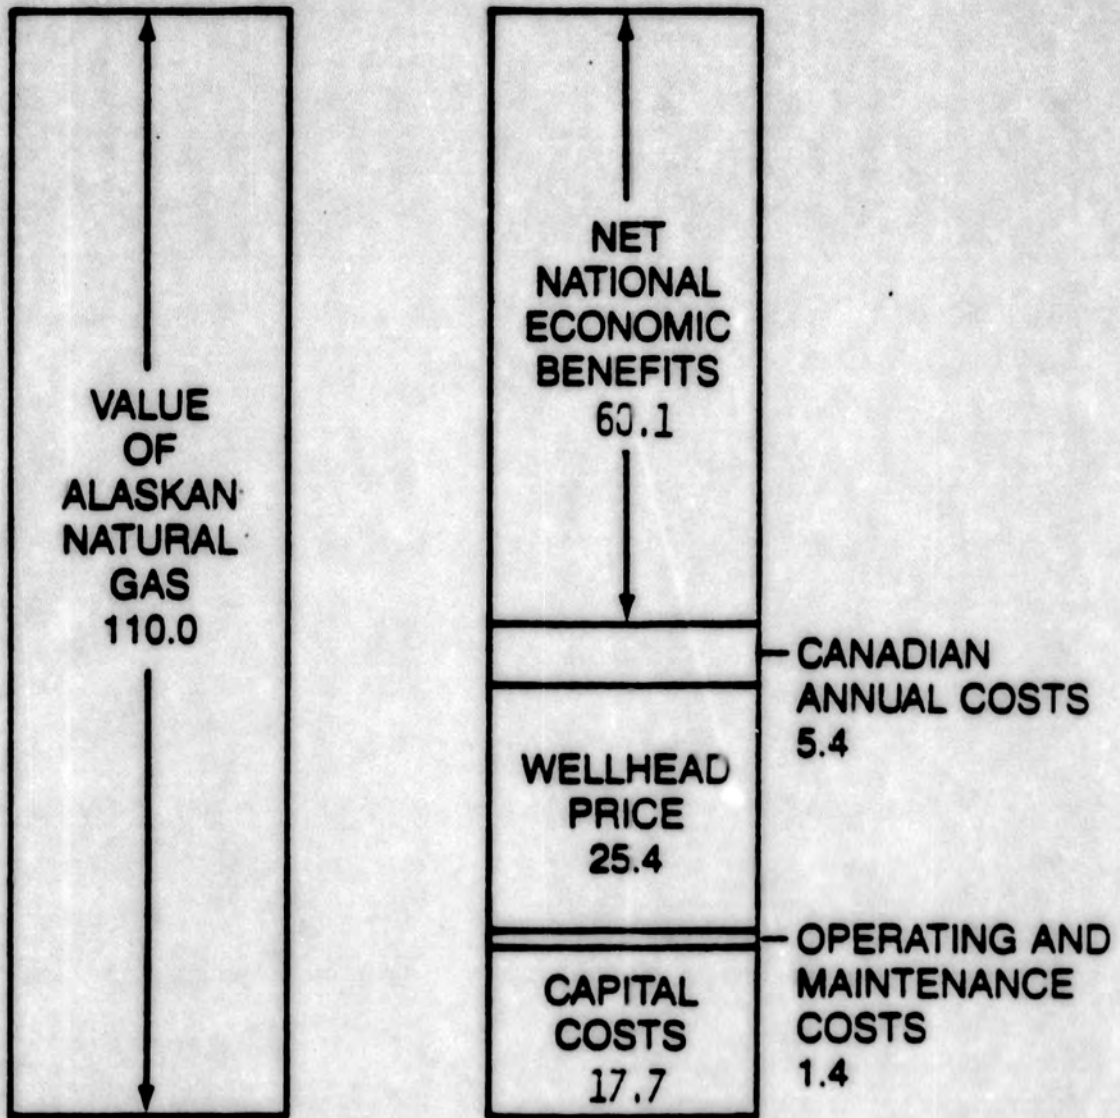 VALUE
OF
ALASKAN
NATURAL
GAS
110.0
NET
NATIONAL
ECONOMIC
BENEFITS
60.1
CANADIAN
ANNUAL COSTS
5.4
WELLHEAD
PRICE
25.4
OPERATING AND
MAINTENANCE
COSTS
1.4
CAPITAL
COSTS
17.7